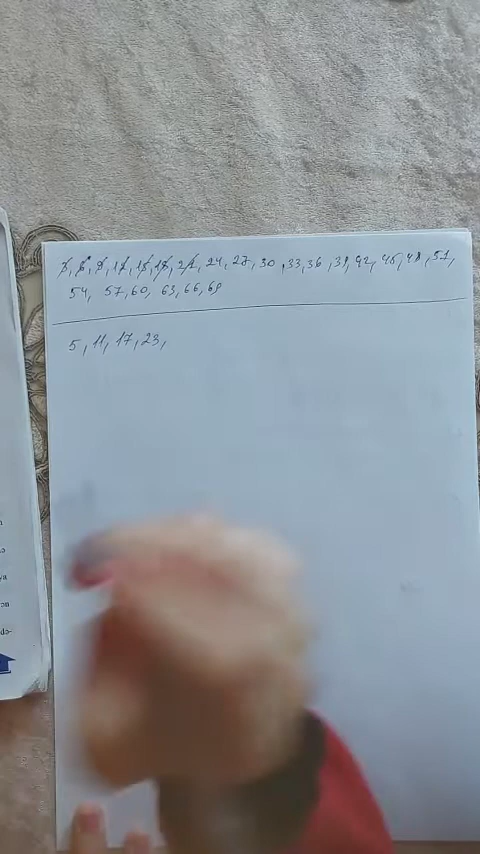 3, 6, 9, 12, 15, 18, 21, 24, 27, 30, 33, 36, 39, 42, 45, 48, 51,
54, 57, 60, 63, 66, 69
5, 11, 17, 23,